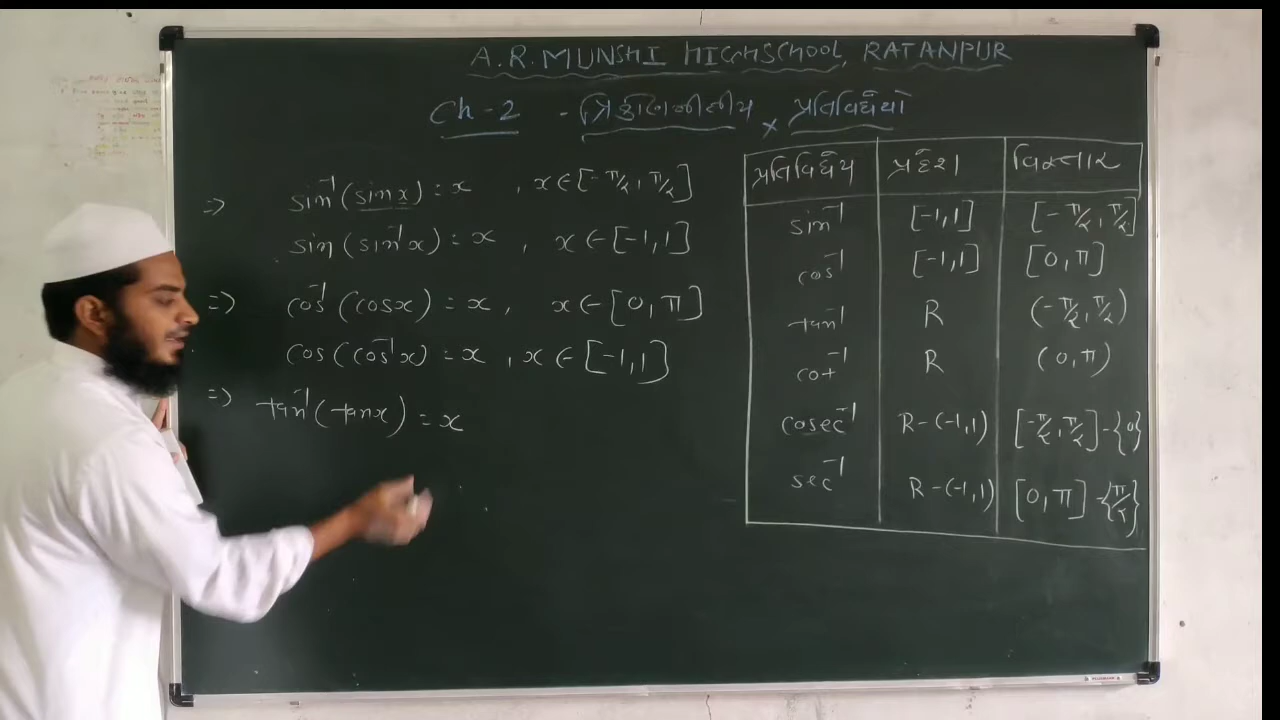 A.R. MUNSHI HIGHSCHOOL, RATANPUR
Ch-2 - ત્રિકોણમિતીય પ્રતિવિધેયો
⇒ sin⁻¹(sin x) = x , x ∈ [-π/2, π/2]
sin(sin⁻¹x) = x , x ∈ [-1,1]
⇒ cos⁻¹(cosx) = x , x ∈ [0,π]
cos(cos⁻¹x) = x , x ∈ [-1,1]
⇒ tan⁻¹(tanx) = x
પ્રતિવિધેય પ્રદેશ વિસ્તાર
sin⁻¹ [-1,1] [-π/2, π/2]
cos⁻¹ [-1,1] [0,π]
tan⁻¹ R (-π/2, π/2)
cot⁻¹ R (0,π)
cosec⁻¹ R-(-1,1) [-π/2, π/2]-{0}
sec⁻¹ R-(-1,1) [0,π]-{π/2}